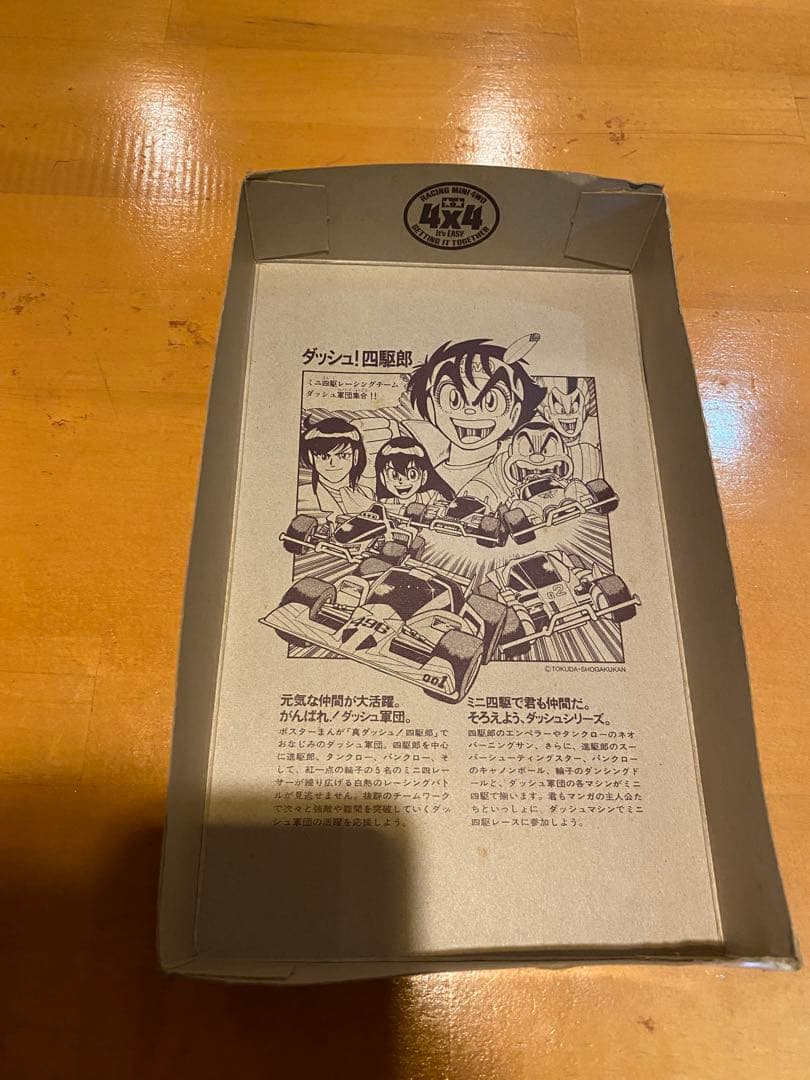 RACING MINI 4WD
4x4
It's EASY
GETTING IT TOGETHER
ダッシュ!四駆郎
ミニ四駆レーシングチーム
ダッシュ軍団集合!!
02
496
1
001
©TOKUDA・SHOGAKUKAN
元気な仲間が大活躍。
がんばれ!ダッシュ軍団。
ポスターまんが「真ダッシュ!四駆郎」で
おなじみのダッシュ軍団。四駆郎を中心
に進駆郎、タンクロー、パンクロー、そ
して、紅一点の輪子の5名のミニ四レー
サーが繰り広げる白熱のレーシングバト
ルが見逃せません。抜群のチームワーク
で次々と強敵や難関を突破していくダッ
シュ軍団の活躍を応援しよう。
ミニ四駆で君も仲間だ。
そろえよう、ダッシュシリーズ。
四駆郎のエンペラーやタンクローのネオ
バーニングサン、さらに、進駆郎のスー
パーシューティングスター、パンクロー
のキャノンボール、輪子のダンシングド
ールと、ダッシュ軍団の各マシンがミニ
四駆で揃います。君もマンガの主人公た
ちといっしょに、ダッシュマシンでミニ
四駆レースに参加しよう。